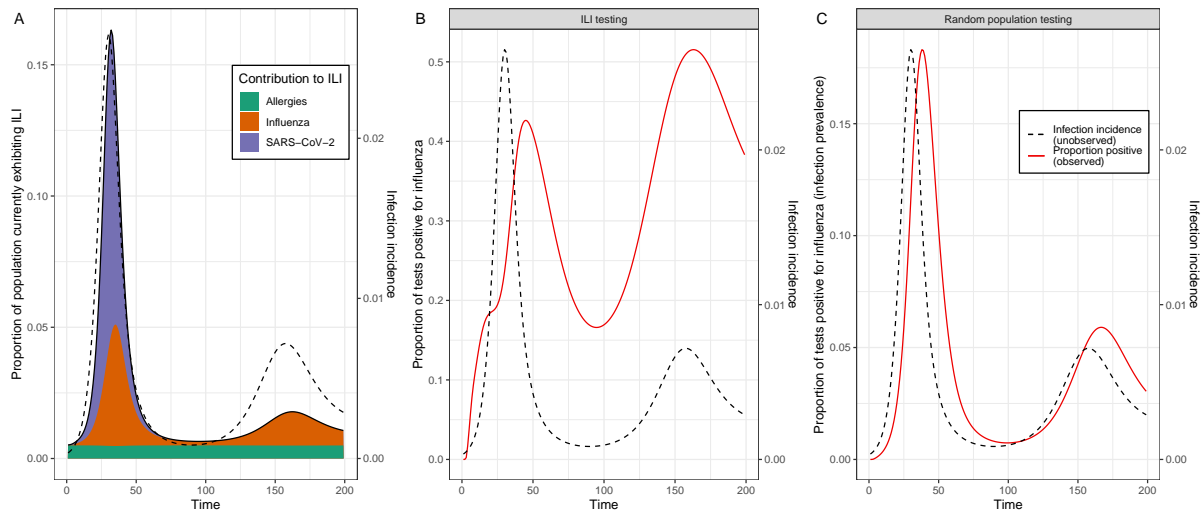 A
Proportion of population currently exhibiting ILI
0.15
0.10
0.05
0.00
0
50
100
150
200
Time
0.02
0.01
0.00
Infection incidence
Contribution to ILI
Allergies
Influenza
SARS−CoV−2
B
ILI testing
Proportion of tests positive for influenza
0.5
0.4
0.3
0.2
0.1
0.0
0
50
100
150
200
Time
0.02
0.01
0.00
Infection incidence
C
Random population testing
Proportion of tests positive for influenza (infection prevalence)
0.15
0.10
0.05
0.00
0
50
100
150
200
Time
0.02
0.01
0.00
Infection incidence
Infection incidence
(unobserved)
Proportion positive
(observed)